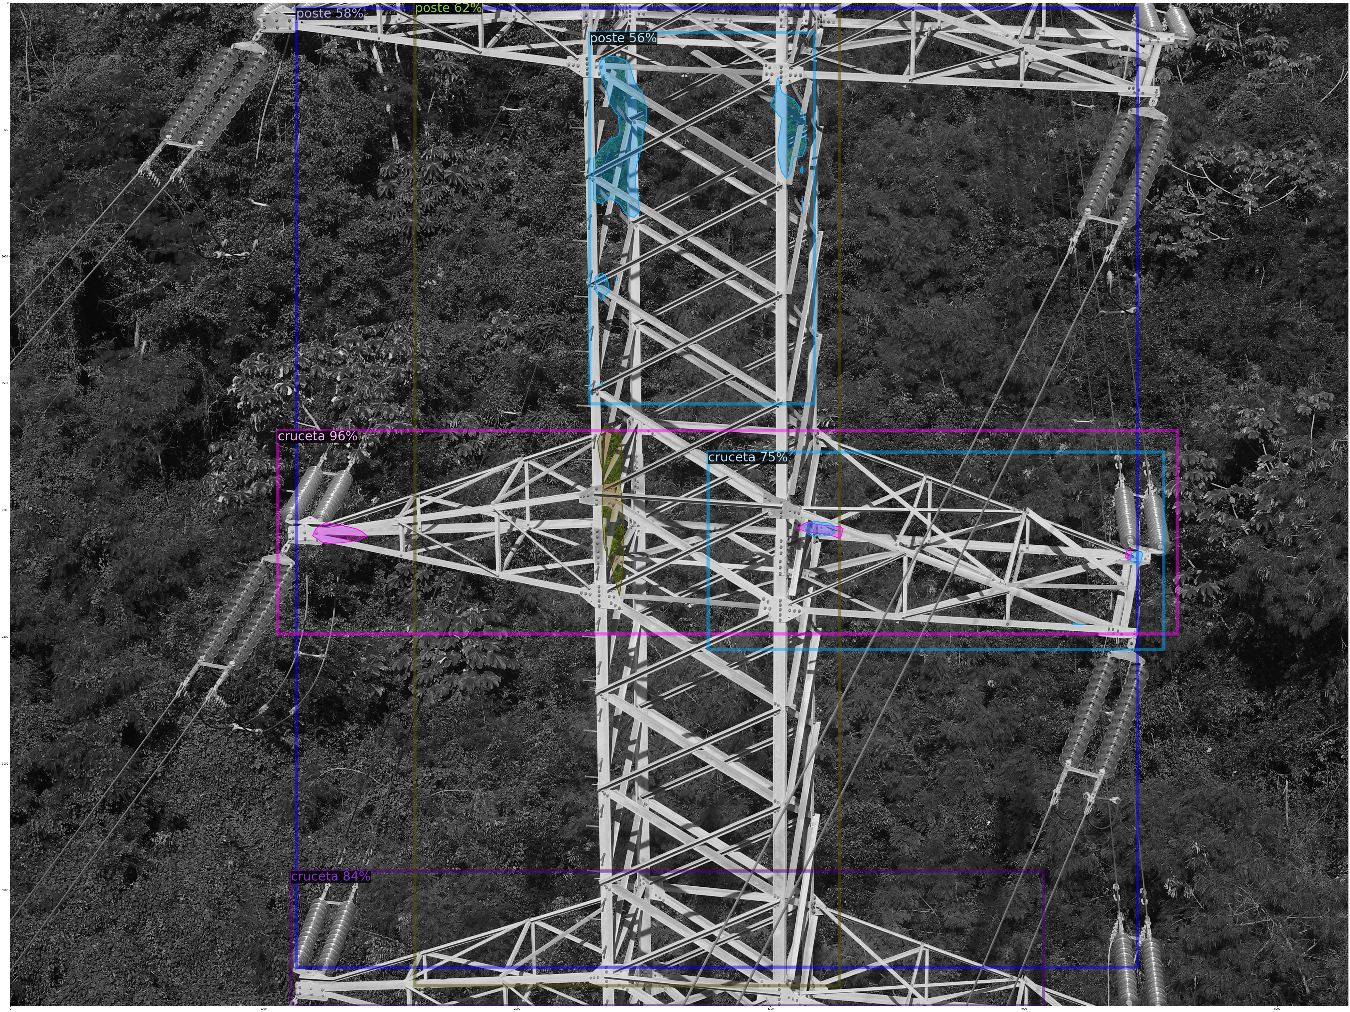 poste 58%
poste 62%
poste 56%
cruceta 96%
cruceta 75%
cruceta 84%